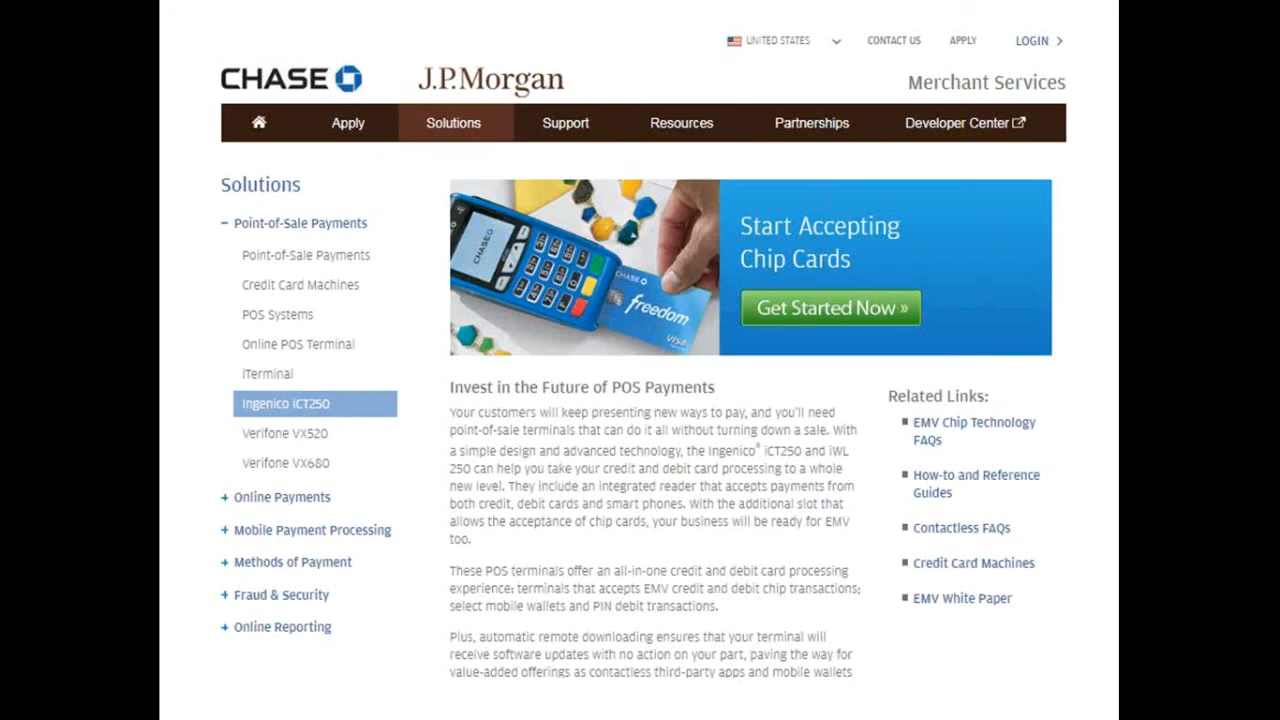 UNITED STATES
CONTACT US
APPLY
LOGIN
CHASE
J.P.Morgan
Merchant Services
Apply
Solutions
Support
Resources
Partnerships
Developer Center
Solutions
− Point-of-Sale Payments
Point-of-Sale Payments
Credit Card Machines
POS Systems
Online POS Terminal
iTerminal
Ingenico iCT250
Verifone VX520
Verifone VX680
+ Online Payments
+ Mobile Payment Processing
+ Methods of Payment
+ Fraud & Security
+ Online Reporting
CHASE
CHASE
freedom
VISA
Start Accepting
Chip Cards
Get Started Now »
Invest in the Future of POS Payments
Your customers will keep presenting new ways to pay, and you'll need
point-of-sale terminals that can do it all without turning down a sale. With
a simple design and advanced technology, the Ingenico® iCT250 and iWL
250 can help you take your credit and debit card processing to a whole
new level. They include an integrated reader that accepts payments from
both credit, debit cards and smart phones. With the additional slot that
allows the acceptance of chip cards, your business will be ready for EMV
too.
These POS terminals offer an all-in-one credit and debit card processing
experience: terminals that accepts EMV credit and debit chip transactions;
select mobile wallets and PIN debit transactions.
Plus, automatic remote downloading ensures that your terminal will
receive software updates with no action on your part, paving the way for
value-added offerings as contactless third-party apps and mobile wallets
Related Links:
EMV Chip Technology
FAQs
How-to and Reference
Guides
Contactless FAQs
Credit Card Machines
EMV White Paper